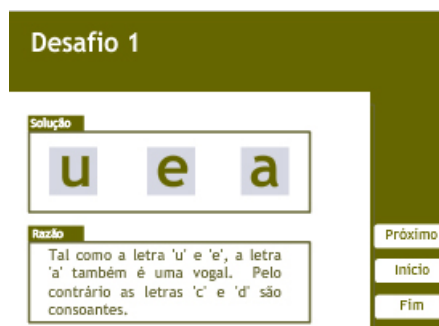 Desafio 1
Solução
u e a
Razão
Tal como a letra 'u' e 'e', a letra
'a' também é uma vogal. Pelo
contrário as letras 'c' e 'd' são
consoantes.
Próximo
Início
Fim